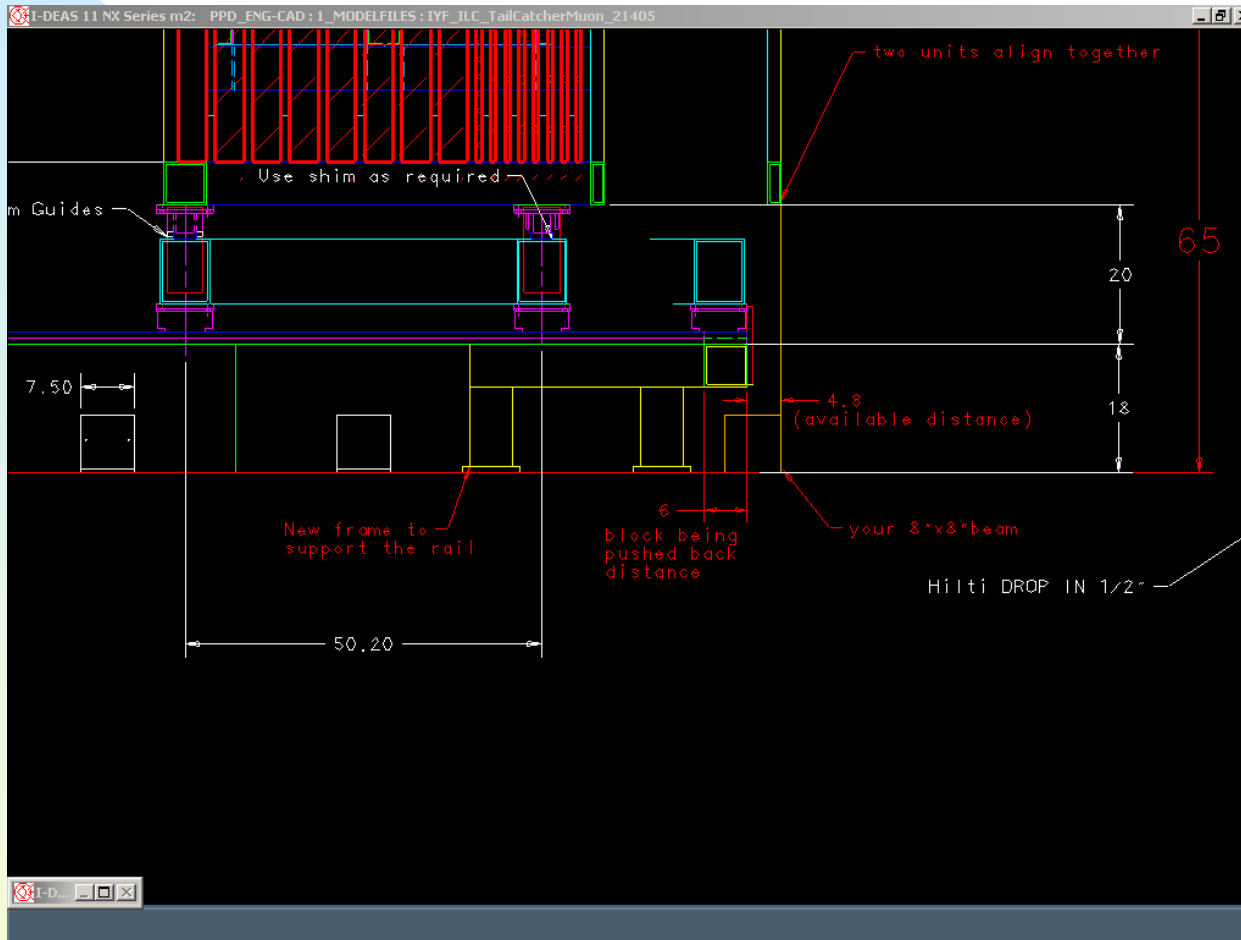 I-DEAS 11 NX Series m2: PPD_ENG-CAD : 1_MODELFILES : IYF_ILC_TailCatcherMuon_21405
two units align together
Use shim as required
m Guides
65
20
7.50
4.8
(available distance)
18
6
New frame to
support the rail
block being
pushed back
distance
your 8"x8"beam
Hilti DROP IN 1/2"
50.20
I-D...